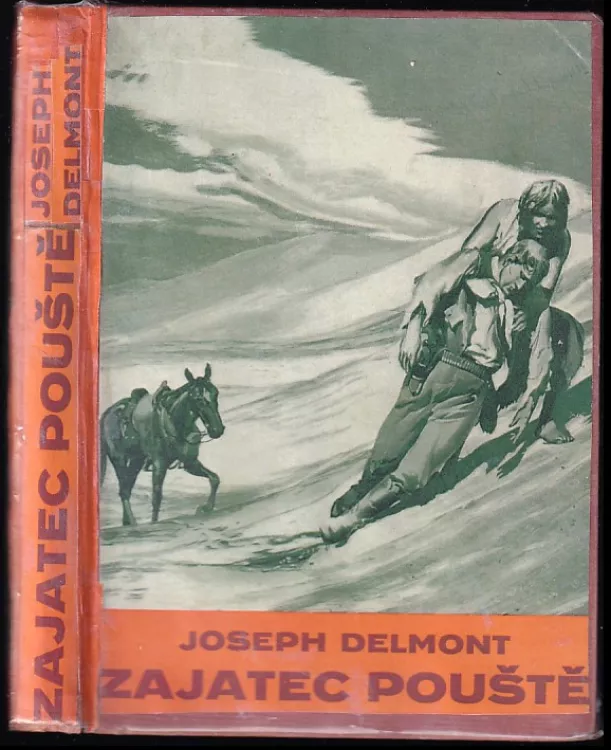 JOSEPH
DELMONT
ZAJATEC POUŠTĚ
JOSEPH DELMONT
ZAJATEC POUŠTĚ